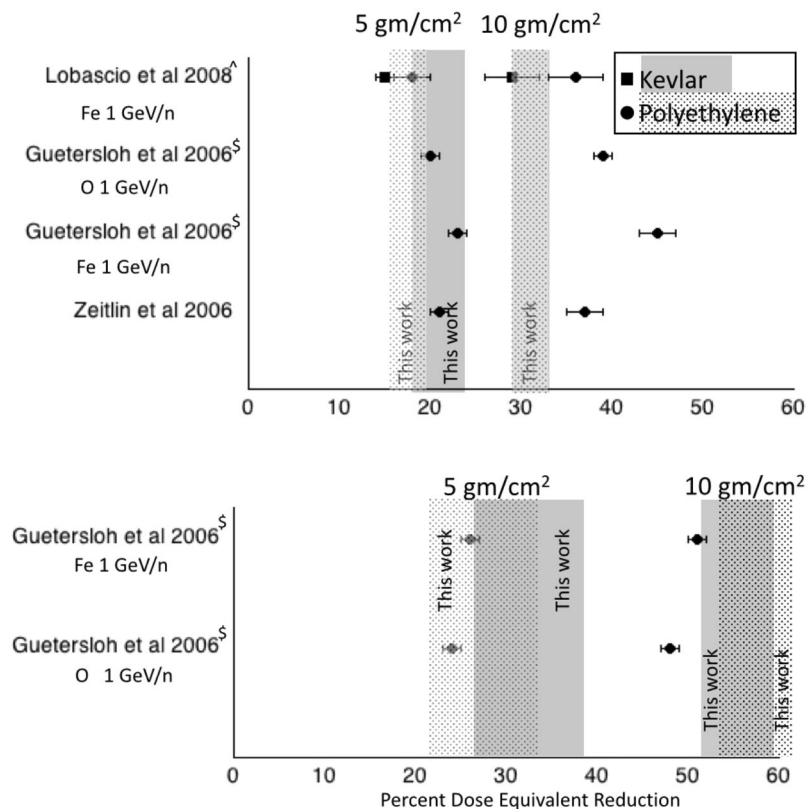 5 gm/cm²
10 gm/cm²
Lobascio et al 2008^
Fe 1 GeV/n
Guetersloh et al 2006$
O 1 GeV/n
Guetersloh et al 2006$
Fe 1 GeV/n
Zeitlin et al 2006
Kevlar
Polyethylene
This work
This work
This work
0 10 20 30 40 50 60
5 gm/cm²
10 gm/cm²
Guetersloh et al 2006$
Fe 1 GeV/n
Guetersloh et al 2006$
O 1 GeV/n
This work
This work
This work
This work
0 10 20 30 40 50 60
Percent Dose Equivalent Reduction